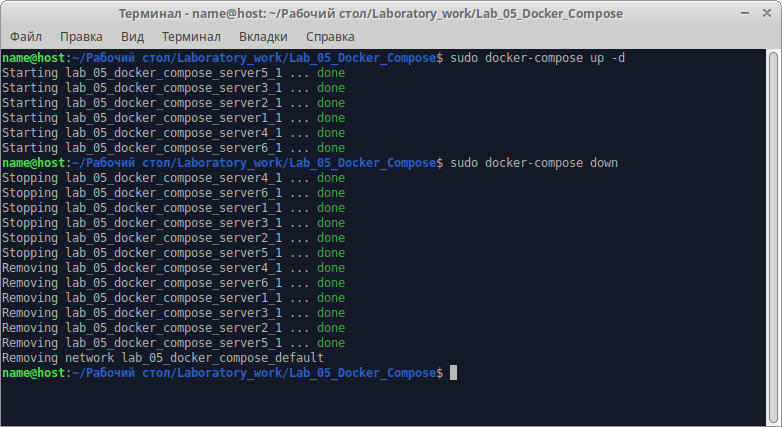 Терминал - name@host: ~/Рабочий стол/Laboratory_work/Lab_05_Docker_Compose
Файл Правка Вид Терминал Вкладки Справка
name@host:~/Рабочий стол/Laboratory_work/Lab_05_Docker_Compose$ sudo docker-compose up -d
Starting lab_05_docker_compose_server5_1 ... done
Starting lab_05_docker_compose_server3_1 ... done
Starting lab_05_docker_compose_server2_1 ... done
Starting lab_05_docker_compose_server1_1 ... done
Starting lab_05_docker_compose_server4_1 ... done
Starting lab_05_docker_compose_server6_1 ... done
name@host:~/Рабочий стол/Laboratory_work/Lab_05_Docker_Compose$ sudo docker-compose down
Stopping lab_05_docker_compose_server4_1 ... done
Stopping lab_05_docker_compose_server6_1 ... done
Stopping lab_05_docker_compose_server1_1 ... done
Stopping lab_05_docker_compose_server3_1 ... done
Stopping lab_05_docker_compose_server2_1 ... done
Stopping lab_05_docker_compose_server5_1 ... done
Removing lab_05_docker_compose_server4_1 ... done
Removing lab_05_docker_compose_server6_1 ... done
Removing lab_05_docker_compose_server1_1 ... done
Removing lab_05_docker_compose_server3_1 ... done
Removing lab_05_docker_compose_server2_1 ... done
Removing lab_05_docker_compose_server5_1 ... done
Removing network lab_05_docker_compose_default
name@host:~/Рабочий стол/Laboratory_work/Lab_05_Docker_Compose$